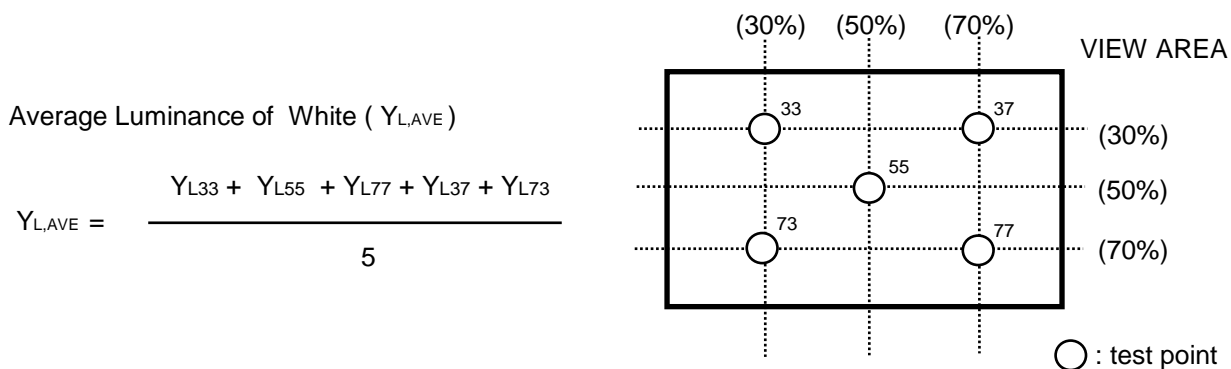 (30%) (50%) (70%)
VIEW AREA
Average Luminance of White ( YL,AVE )
YL,AVE =
YL33 + YL55 + YL77 + YL37 + YL73
5
33
37
(30%)
55
(50%)
73
77
(70%)
: test point